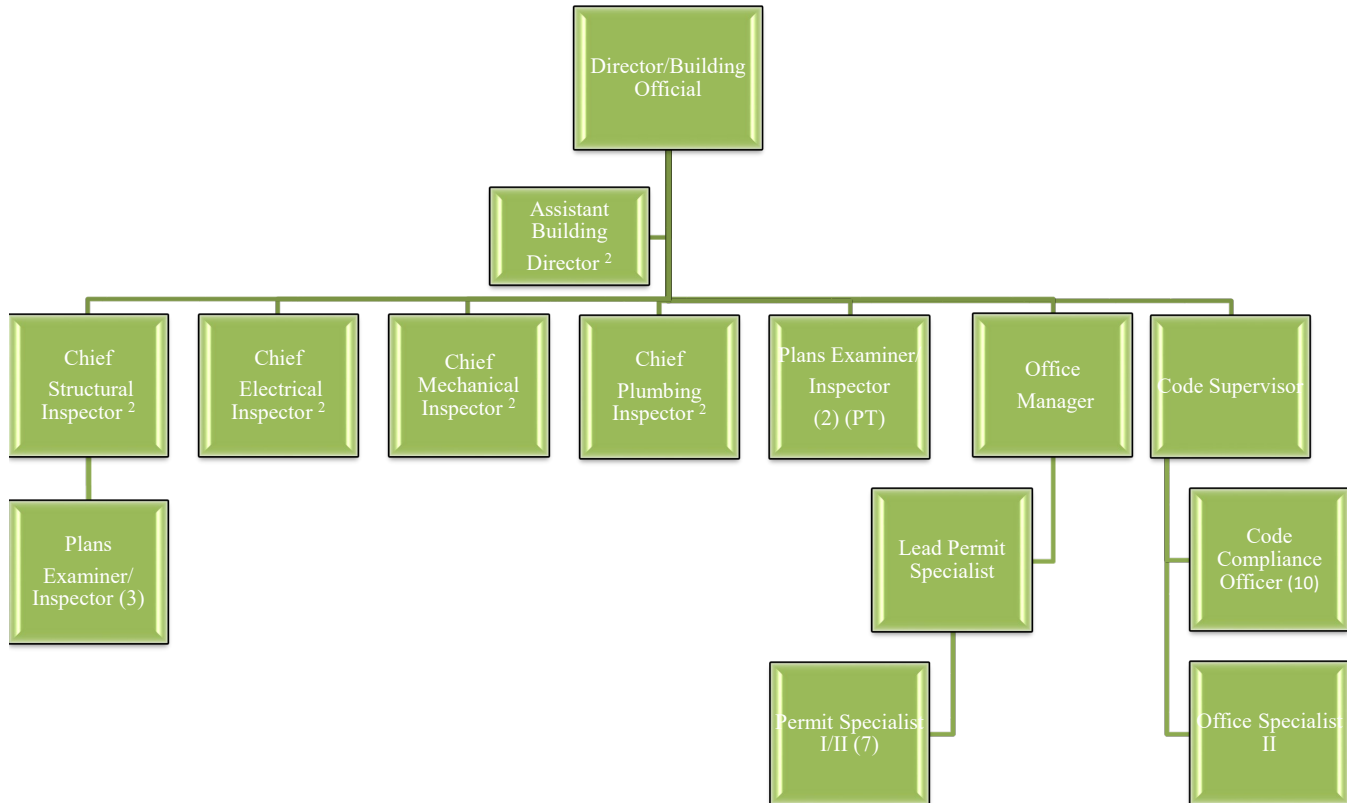 Director/Building
Official
Assistant
Building
Director ²
Chief
Structural
Inspector ²
Chief
Electrical
Inspector ²
Chief
Mechanical
Inspector ²
Chief
Plumbing
Inspector ²
Plans Examiner/
Inspector
(2) (PT)
Office
Manager
Code Supervisor
Plans
Examiner/
Inspector (3)
Lead Permit
Specialist
Code
Compliance
Officer (10)
Permit Specialist
I/II (7)
Office Specialist
II